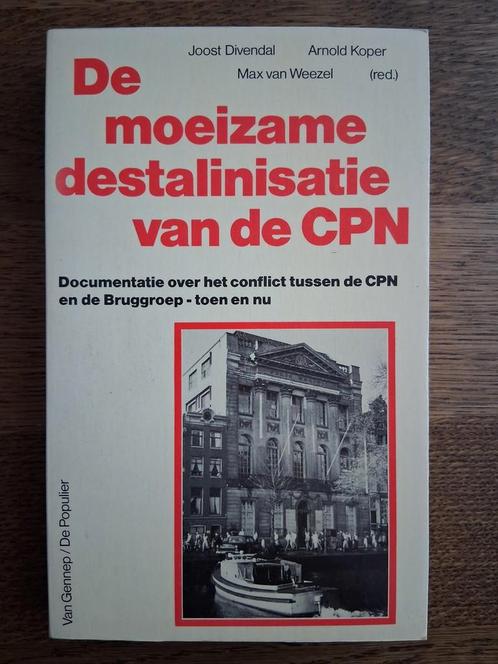 Joost Divendal Arnold Koper
Max van Weezel (red.)
De
moeizame
destalinisatie
van de CPN
Documentatie over het conflict tussen de CPN
en de Bruggroep - toen en nu
Van Gennep / De Populier